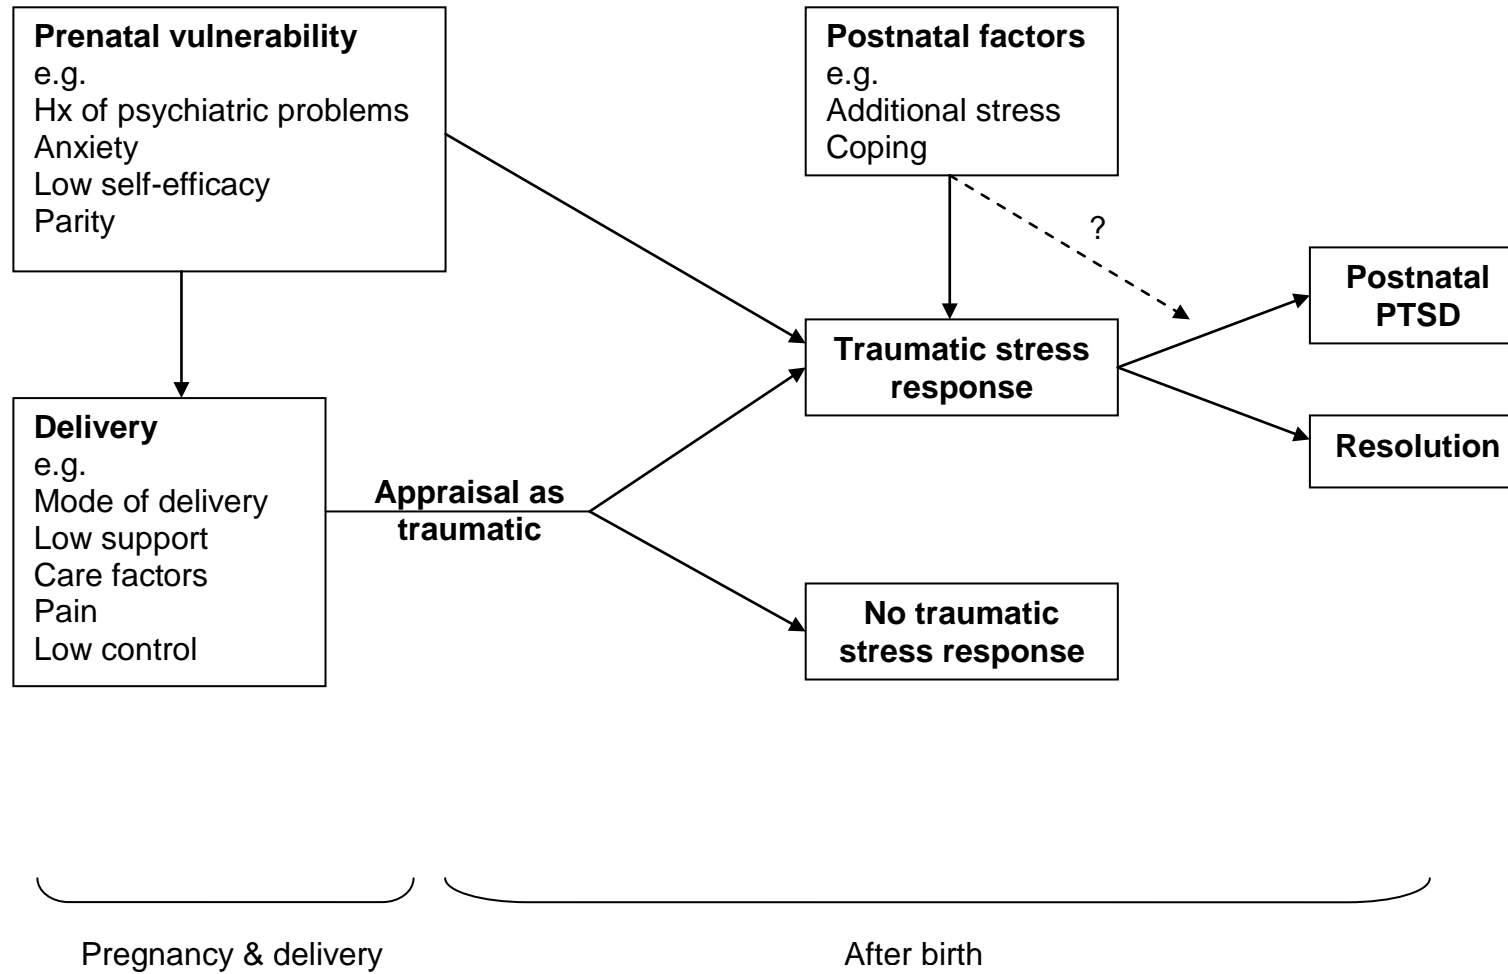 Prenatal vulnerability
e.g.
Hx of psychiatric problems
Anxiety
Low self-efficacy
Parity
Postnatal factors
e.g.
Additional stress
Coping
?
Postnatal
PTSD
Traumatic stress
response
Resolution
Delivery
e.g.
Mode of delivery
Low support
Care factors
Pain
Low control
Appraisal as
traumatic
No traumatic
stress response
Pregnancy & delivery
After birth